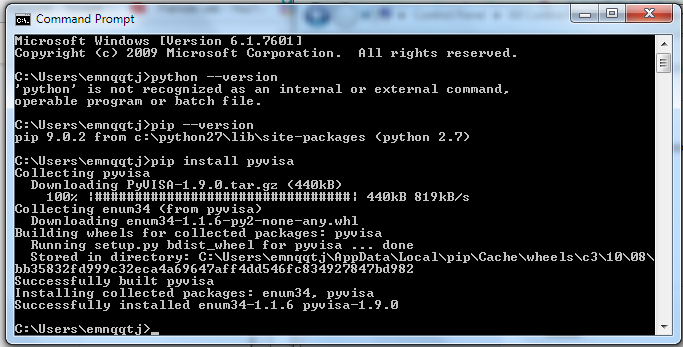 Command Prompt
Microsoft Windows [Version 6.1.7601]
Copyright (c) 2009 Microsoft Corporation.  All rights reserved.
C:\Users\emnqqtj>python --version
'python' is not recognized as an internal or external command,
operable program or batch file.
C:\Users\emnqqtj>pip --version
pip 9.0.2 from c:\python27\lib\site-packages (python 2.7)
C:\Users\emnqqtj>pip install pyvisa
Collecting pyvisa
  Downloading PyVISA-1.9.0.tar.gz (440kB)
    100% |################################| 440kB 819kB/s
Collecting enum34 (from pyvisa)
  Downloading enum34-1.1.6-py2-none-any.whl
Building wheels for collected packages: pyvisa
  Running setup.py bdist_wheel for pyvisa ... done
  Stored in directory: C:\Users\emnqqtj\AppData\Local\pip\Cache\wheels\c3\10\08\
bb35832fd999c32eca4a69647aff4dd546fc834927847bd982
Successfully built pyvisa
Installing collected packages: enum34, pyvisa
Successfully installed enum34-1.1.6 pyvisa-1.9.0
C:\Users\emnqqtj>_